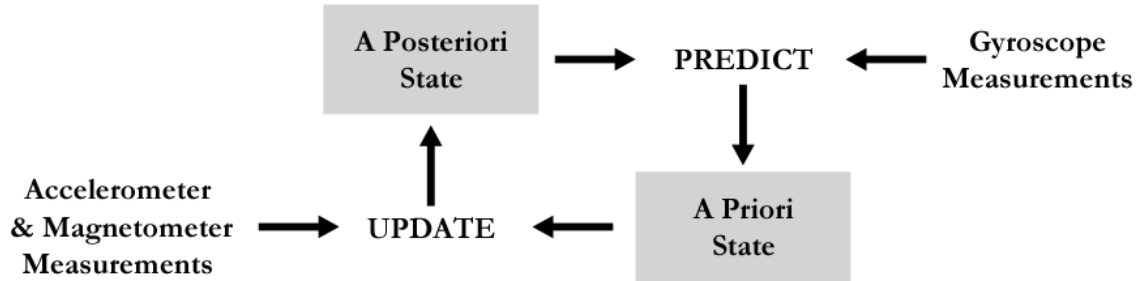 A Posteriori
State
PREDICT
Gyroscope
Measurements
Accelerometer
& Magnetometer
Measurements
UPDATE
A Priori
State